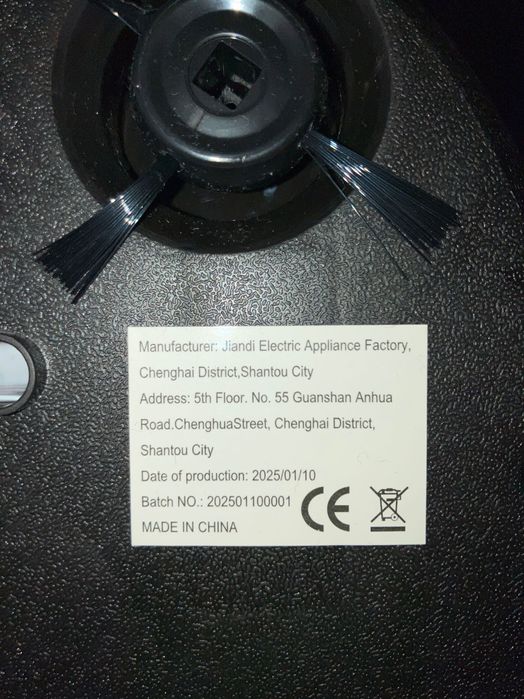 Manufacturer: Jiandi Electric Appliance Factory,
Chenghai District,Shantou City
Address: 5th Floor. No. 55 Guanshan Anhua
Road.ChenghuaStreet, Chenghai District,
Shantou City
Date of production: 2025/01/10
Batch NO.: 202501100001
MADE IN CHINA
CE